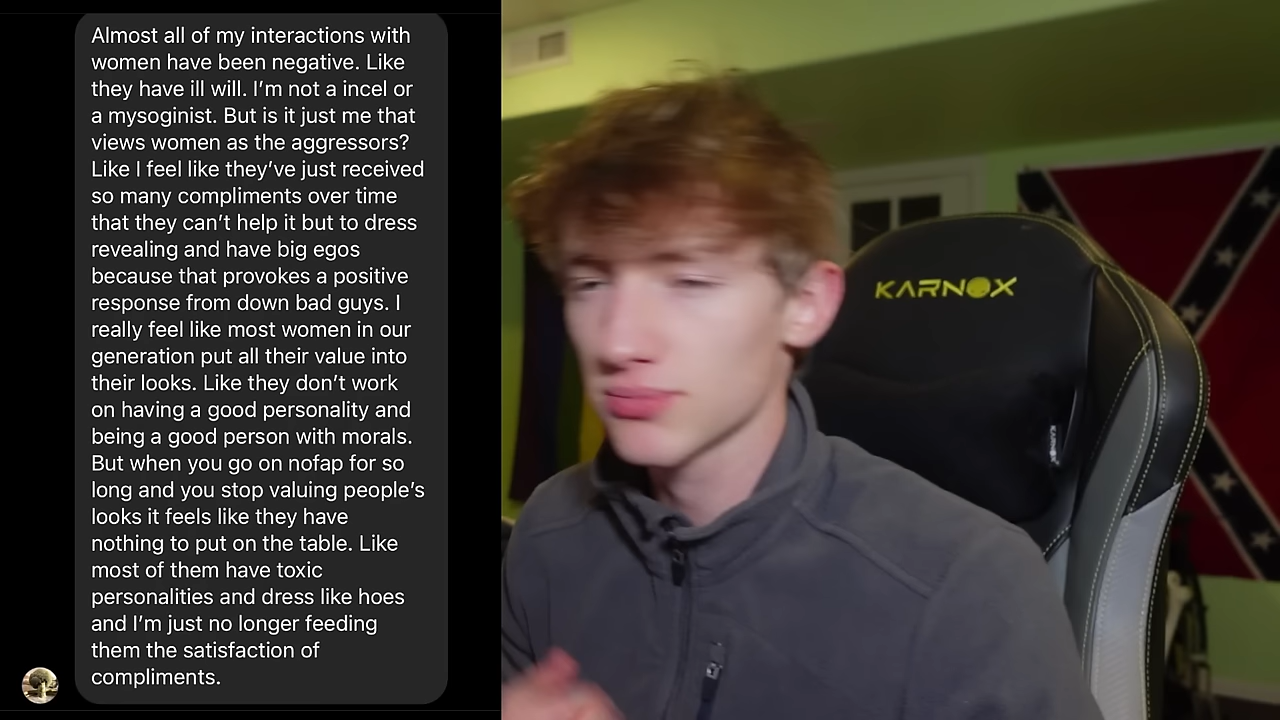 Almost all of my interactions with
women have been negative. Like
they have ill will. I’m not a incel or
a mysoginist. But is it just me that
views women as the aggressors?
Like I feel like they’ve just received
so many compliments over time
that they can’t help it but to dress
revealing and have big egos
because that provokes a positive
response from down bad guys. I
really feel like most women in our
generation put all their value into
their looks. Like they don’t work
on having a good personality and
being a good person with morals.
But when you go on nofap for so
long and you stop valuing people’s
looks it feels like they have
nothing to put on the table. Like
most of them have toxic
personalities and dress like hoes
and I’m just no longer feeding
them the satisfaction of
compliments.
KARNOX